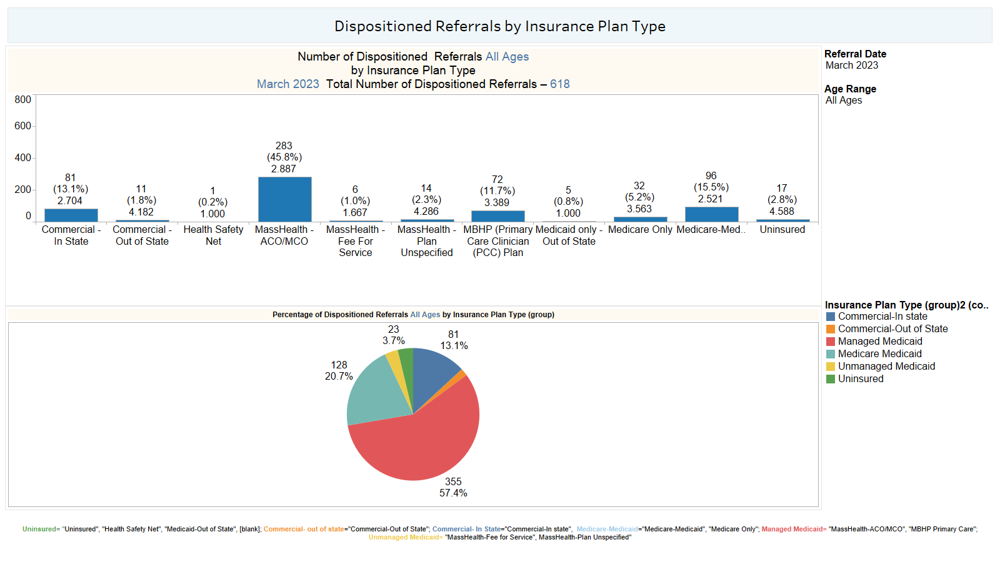 Dispositioned Referrals by Insurance Plan Type
Number of Dispositioned  Referrals All Ages
by Insurance Plan Type
March 2023  Total Number of Dispositioned Referrals – 618
Referral Date
March 2023
Age Range
All Ages
800
600
400
200
0
81
(13.1%)
2.704
11
(1.8%)
4.182
1
(0.2%)
1.000
283
(45.8%)
2.887
6
(1.0%)
1.667
14
(2.3%)
4.286
72
(11.7%)
3.389
5
(0.8%)
1.000
32
(5.2%)
3.563
96
(15.5%)
2.521
17
(2.8%)
4.588
Commercial -
In State
Commercial -
Out of State
Health Safety
Net
MassHealth -
ACO/MCO
MassHealth -
Fee For
Service
MassHealth -
Plan
Unspecified
MBHP (Primary
Care Clinician
(PCC) Plan
Medicaid only -
Out of State
Medicare Only
Medicare-Med..
Uninsured
Percentage of Dispositioned Referrals All Ages by Insurance Plan Type (group)
23
3.7%
81
13.1%
128
20.7%
355
57.4%
Insurance Plan Type (group)2 (co..
Commercial-In state
Commercial-Out of State
Managed Medicaid
Medicare Medicaid
Unmanaged Medicaid
Uninsured
Uninsured= "Uninsured", "Health Safety Net", "Medicaid-Out of State", [blank]; Commercial- out of state="Commercial-Out of State"; Commercial- In State="Commercial-In state",  Medicare-Medicaid="Medicare-Medicaid", "Medicare Only"; Managed Medicaid= "MassHealth-ACO/MCO", "MBHP Primary Care";
Unmanaged Medicaid= "MassHealth-Fee for Service", MassHealth-Plan Unspecified"